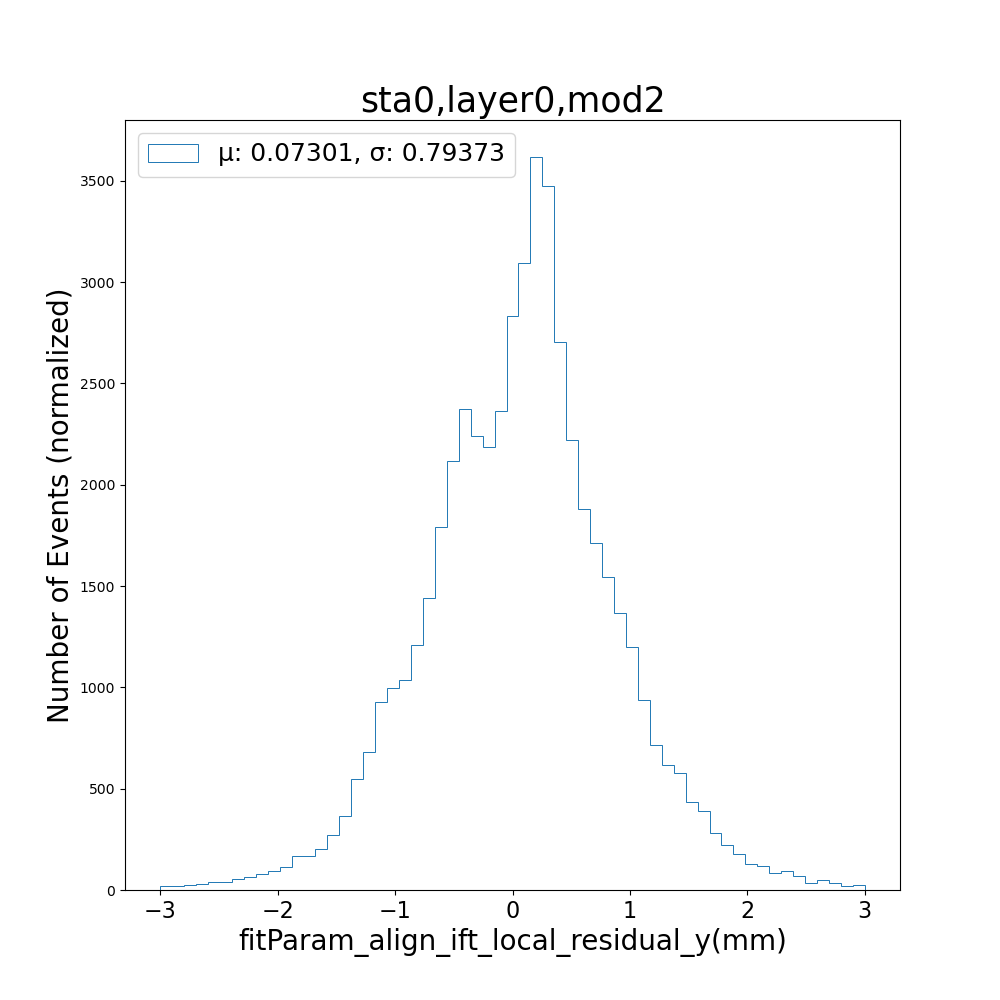 sta0,layer0,mod2
μ: 0.07301, σ: 0.79373
Number of Events (normalized)
3500
3000
2500
2000
1500
1000
500
0
−3 −2 −1 0 1 2 3
fitParam_align_ift_local_residual_y(mm)